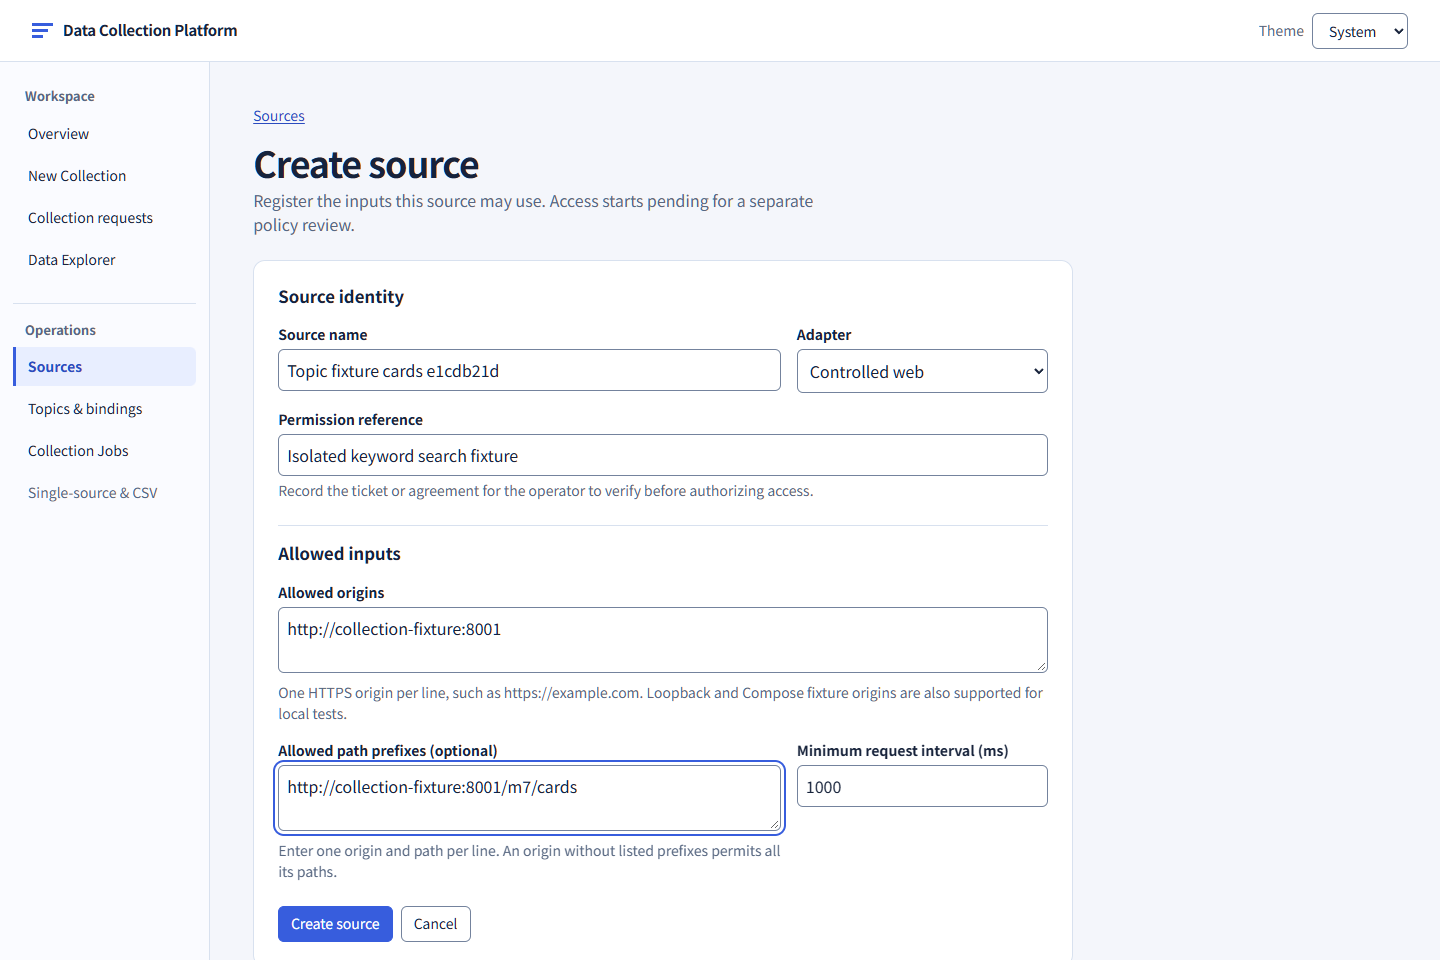 Data Collection Platform
Theme
System
Workspace
Overview
New Collection
Collection requests
Data Explorer
Operations
Sources
Topics & bindings
Collection Jobs
Single-source & CSV
Sources
Create source
Register the inputs this source may use. Access starts pending for a separate
policy review.
Source identity
Source name
Adapter
Topic fixture cards e1cdb21d
Controlled web
Permission reference
Isolated keyword search fixture
Record the ticket or agreement for the operator to verify before authorizing access.
Allowed inputs
Allowed origins
http://collection-fixture:8001
One HTTPS origin per line, such as https://example.com. Loopback and Compose fixture origins are also supported for
local tests.
Allowed path prefixes (optional)
Minimum request interval (ms)
http://collection-fixture:8001/m7/cards
1000
Enter one origin and path per line. An origin without listed prefixes permits all
its paths.
Create source
Cancel